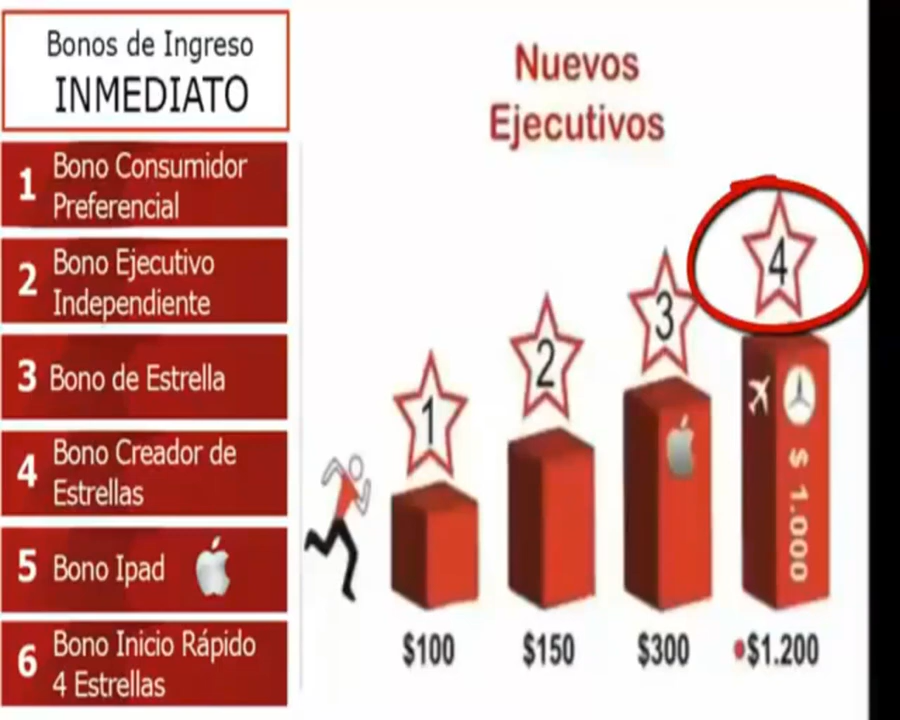 Bonos de Ingreso
INMEDIATO
1 Bono Consumidor
Preferencial
2 Bono Ejecutivo
Independiente
3 Bono de Estrella
4 Bono Creador de
Estrellas
5 Bono Ipad
6 Bono Inicio Rápido
4 Estrellas
Nuevos
Ejecutivos
1
2
3
4
$ 1.000
$100
$150
$300
$1.200